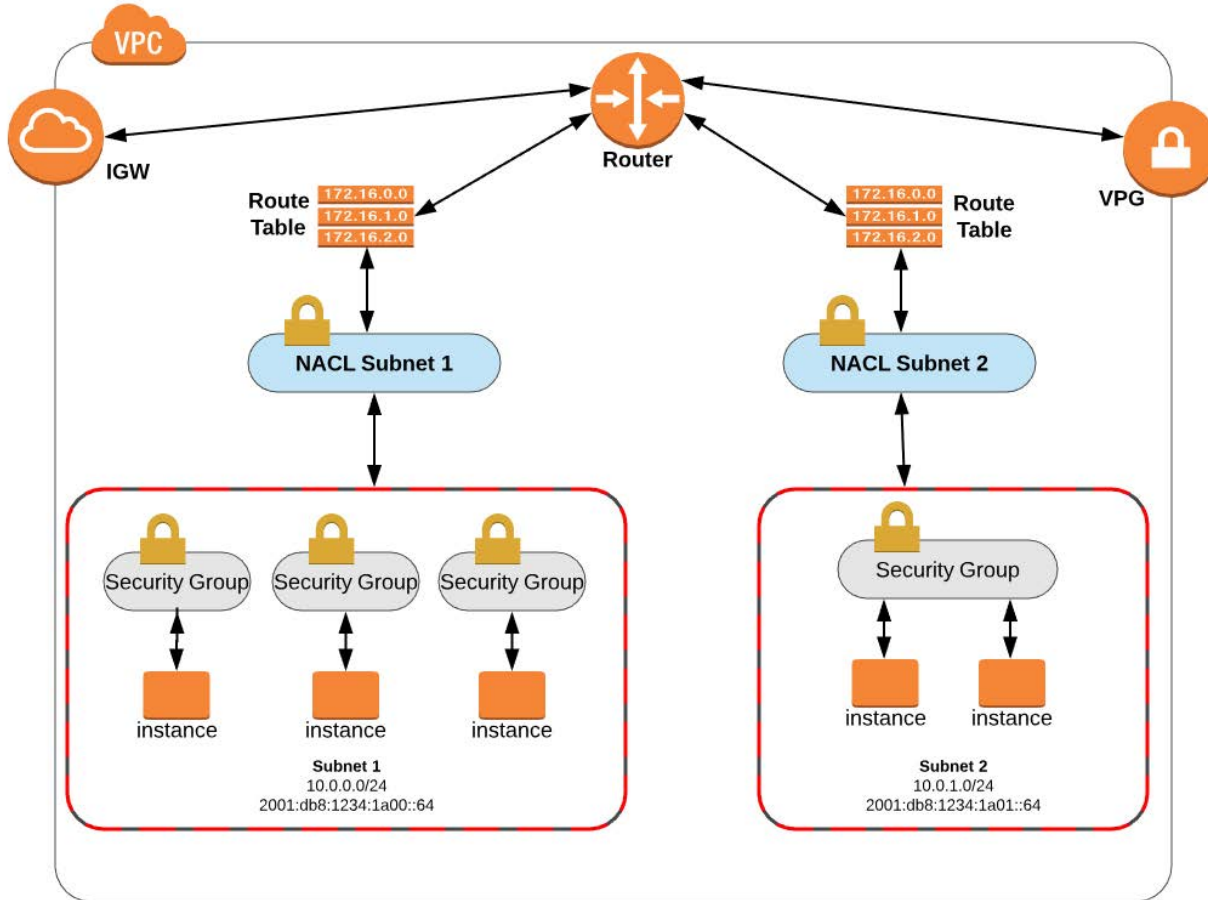 VPC
IGW
Router
VPG
Route
Table
172.16.0.0
172.16.1.0
172.16.2.0
172.16.0.0
172.16.1.0
172.16.2.0
Route
Table
NACL Subnet 1
NACL Subnet 2
Security Group
Security Group
Security Group
instance
instance
instance
Subnet 1
10.0.0.0/24
2001:db8:1234:1a00::64
Security Group
instance
instance
Subnet 2
10.0.1.0/24
2001:db8:1234:1a01::64